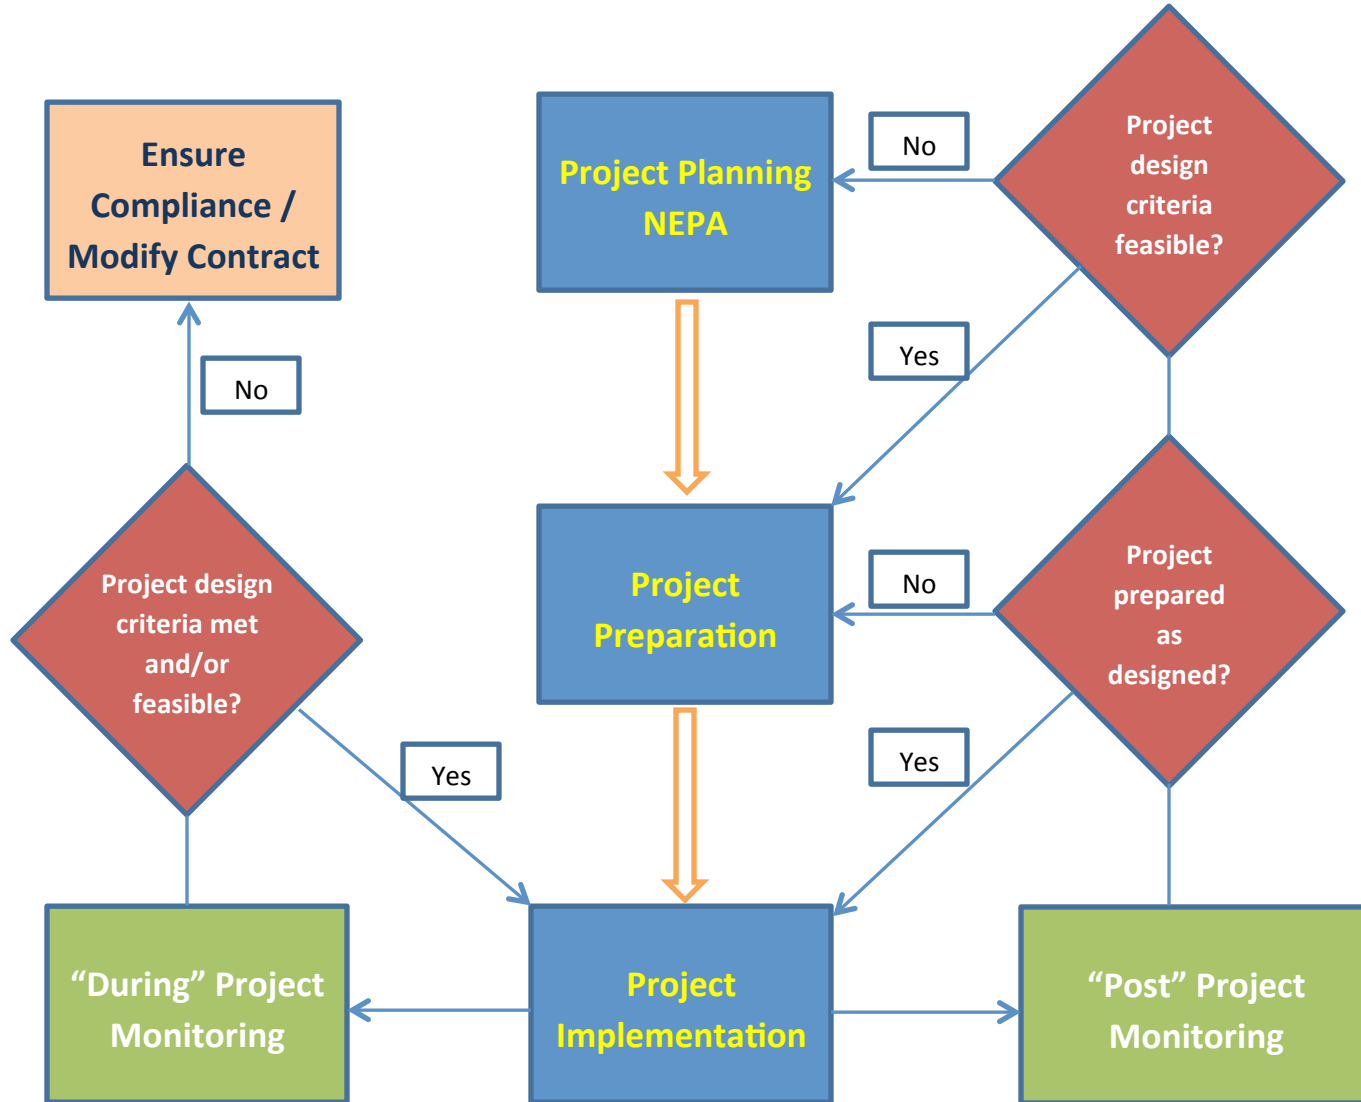 Ensure
Compliance /
Modify Contract
Project Planning
NEPA
No
Project
design
criteria
feasible?
Yes
No
Project design
criteria met
and/or
feasible?
Project
Preparation
No
Project
prepared
as
designed?
Yes
Yes
“During” Project
Monitoring
Project
Implementation
“Post” Project
Monitoring